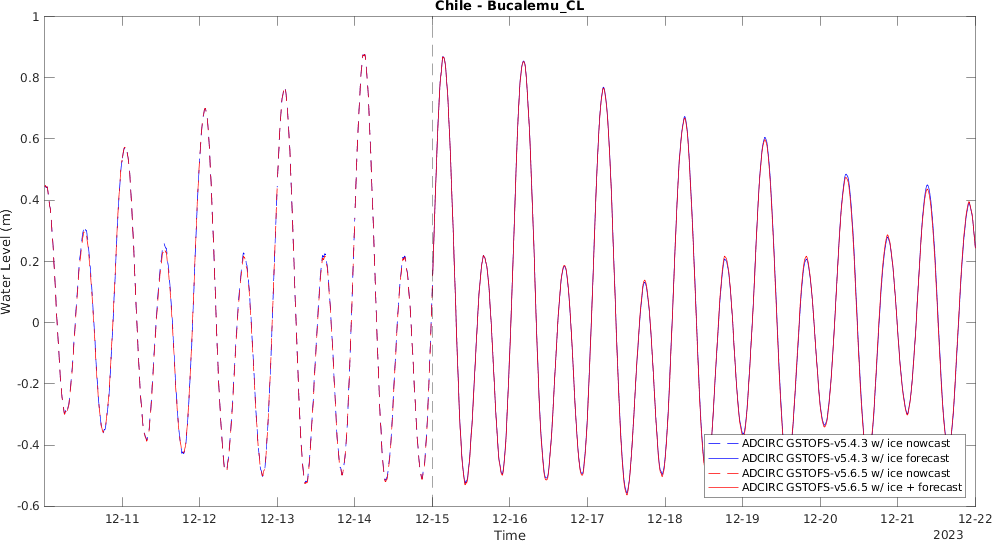 Chile - Bucalemu_CL
1
0.8
0.6
0.4
0.2
0
-0.2
-0.4
-0.6
Water Level (m)
12-11 12-12 12-13 12-14 12-15 12-16 12-17 12-18 12-19 12-20 12-21 12-22
Time
2023
ADCIRC GSTOFS-v5.4.3 w/ ice nowcast
ADCIRC GSTOFS-v5.4.3 w/ ice forecast
ADCIRC GSTOFS-v5.6.5 w/ ice nowcast
ADCIRC GSTOFS-v5.6.5 w/ ice + forecast